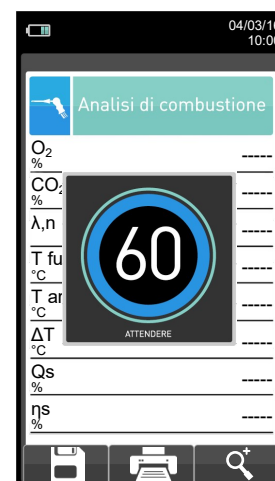 04/03/1
10:0
Analisi di combustione
O2
%
-----
CO2
%
-----
λ,n
-----
T fu
°C
-----
T ar
°C
-----
ΔT
°C
-----
Qs
%
-----
ηs
%
-----
60
ATTENDERE